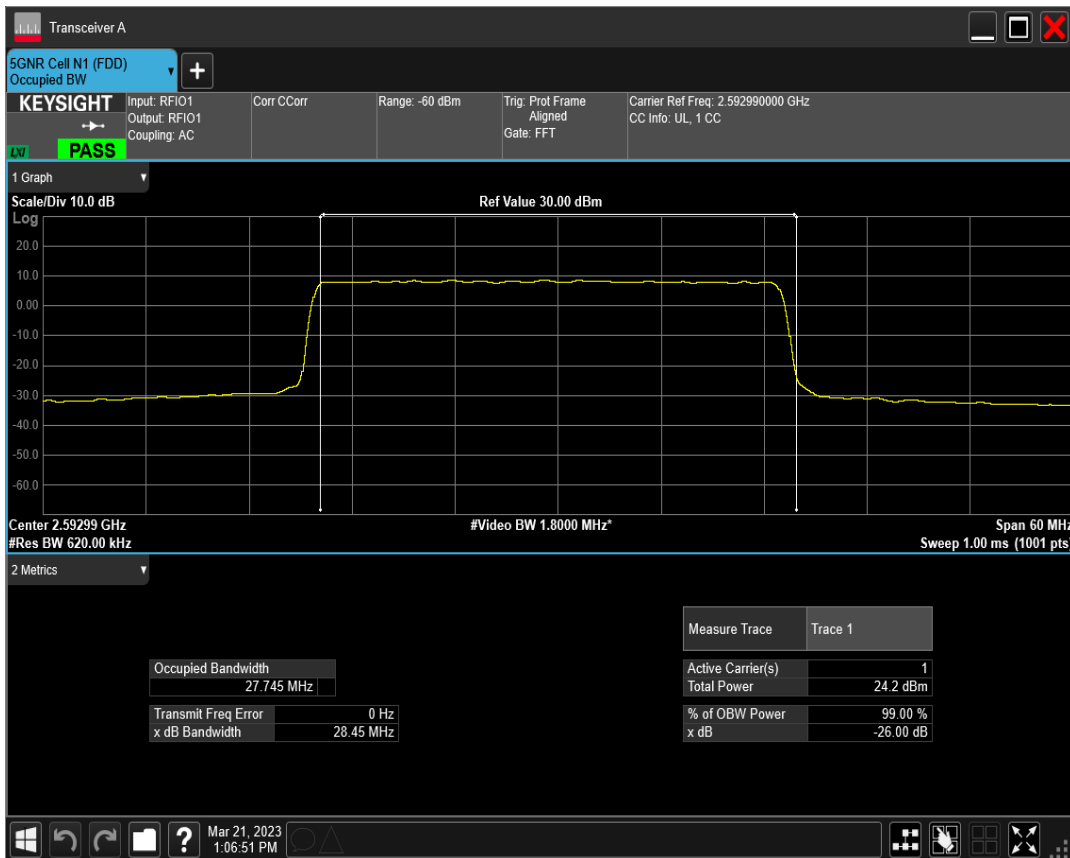 Transceiver A
5GNR Cell N1 (FDD)
Occupied BW
KEYSIGHT
LXI
PASS
Input: RFIO1
Output: RFIO1
Coupling: AC
Corr CCorr
Range: -60 dBm
Trig: Prot Frame
Aligned
Gate: FFT
Carrier Ref Freq: 2.592990000 GHz
CC Info: UL, 1 CC
1 Graph
Scale/Div 10.0 dB
Ref Value 30.00 dBm
Log
20.0
10.0
0.00
-10.0
-20.0
-30.0
-40.0
-50.0
-60.0
Center 2.59299 GHz
#Video BW 1.8000 MHz*
Span 60 MHz
#Res BW 620.00 kHz
Sweep 1.00 ms (1001 pts)
2 Metrics
Measure Trace Trace 1
Occupied Bandwidth
27.745 MHz
Active Carrier(s) 1
Total Power 24.2 dBm
Transmit Freq Error 0 Hz
x dB Bandwidth 28.45 MHz
% of OBW Power 99.00 %
x dB -26.00 dB
?
Mar 21, 2023
1:06:51 PM